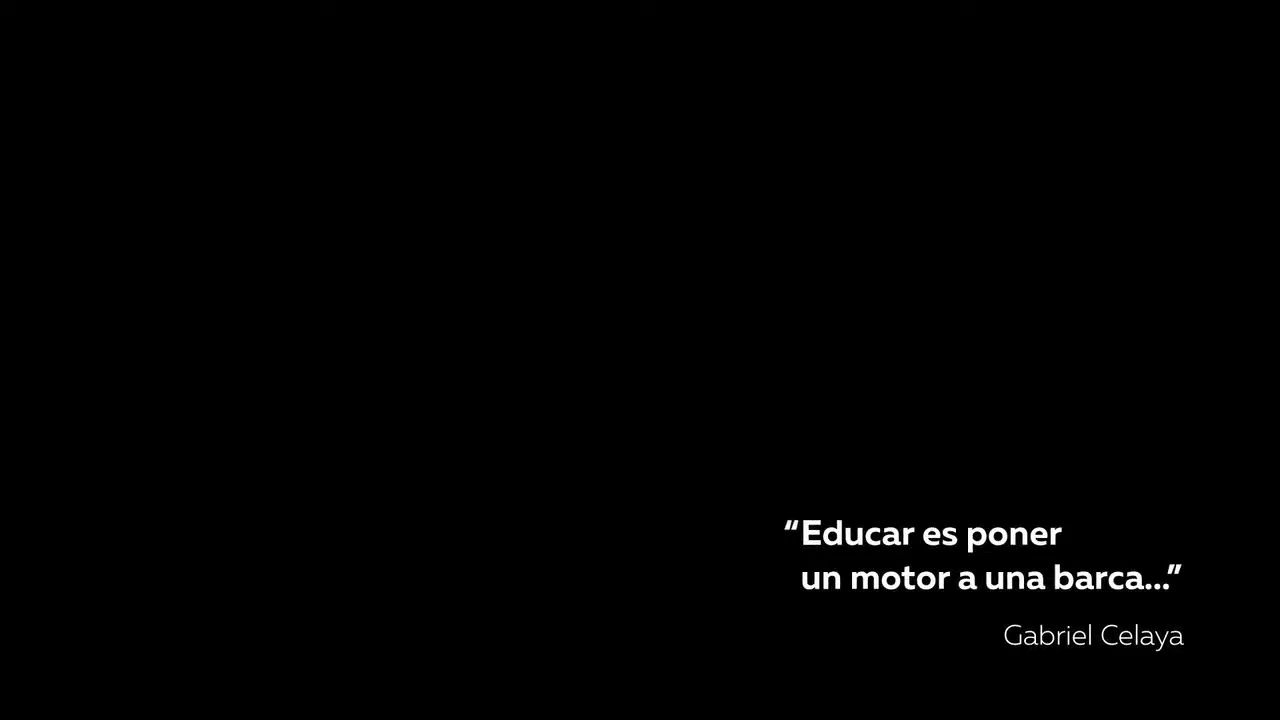 “Educar es poner
un motor a una barca...”
Gabriel Celaya